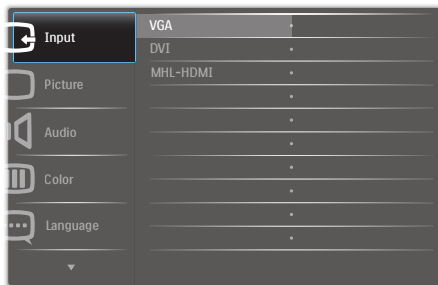 Input
Picture
Audio
Color
Language
VGA
DVI
MHL-HDMI